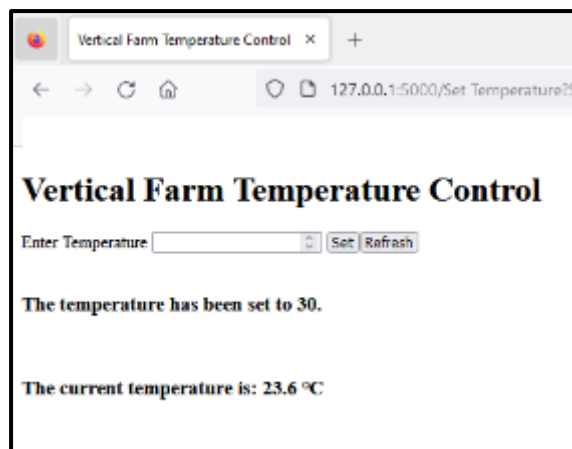 Vertical Farm Temperature Control
127.0.0.1:5000/Set Temperature?
Vertical Farm Temperature Control
Enter Temperature Set Refresh
The temperature has been set to 30.
The current temperature is: 23.6 °C